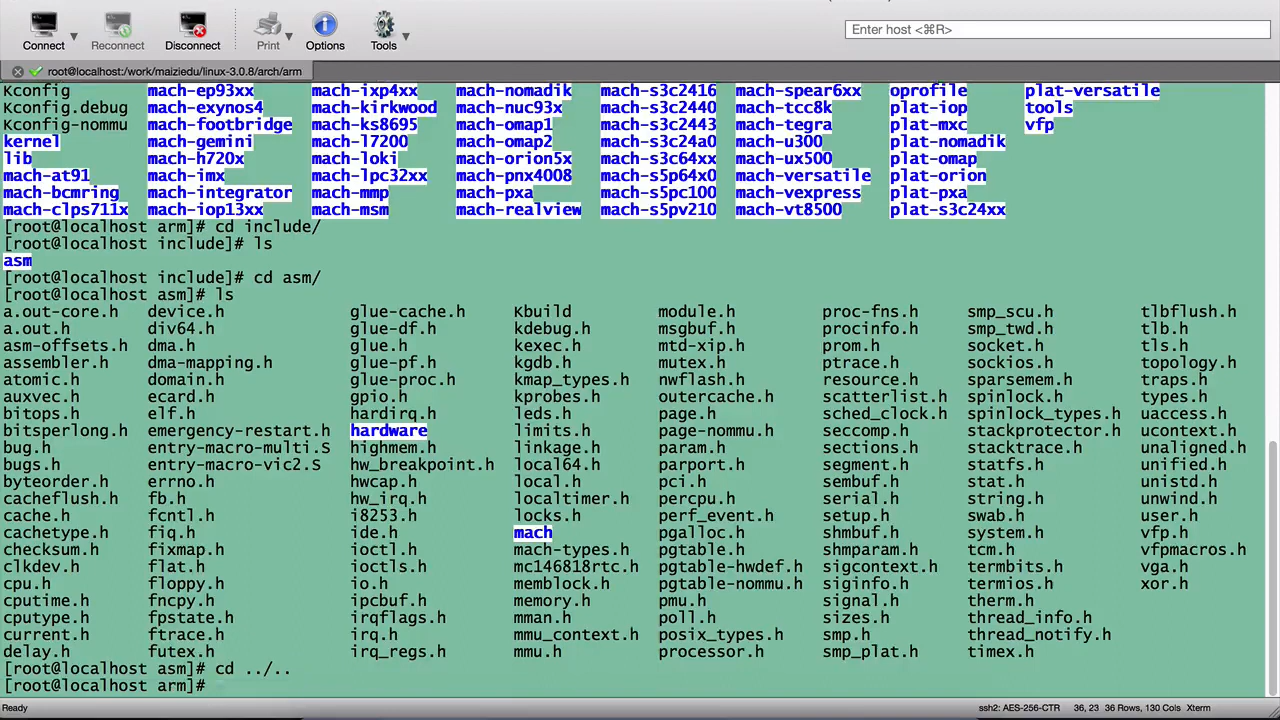 Connect Reconnect Disconnect Print Options Tools Enter host <⌘R>
root@localhost:/work/maiziedu/linux-3.0.8/arch/arm
Kconfig mach-ep93xx mach-ixp4xx mach-nomadik mach-s3c2416 mach-spear6xx oprofile plat-versatile
Kconfig.debug mach-exynos4 mach-kirkwood mach-nuc93x mach-s3c2440 mach-tcc8k plat-iop tools
Kconfig-nommu mach-footbridge mach-ks8695 mach-omap1 mach-s3c2443 mach-tegra plat-mxc vfp
kernel mach-gemini mach-l7200 mach-omap2 mach-s3c24a0 mach-u300 plat-nomadik
lib mach-h720x mach-loki mach-orion5x mach-s3c64xx mach-ux500 plat-omap
mach-at91 mach-imx mach-lpc32xx mach-pnx4008 mach-s5p64x0 mach-versatile plat-orion
mach-bcmring mach-integrator mach-mmp mach-pxa mach-s5pc100 mach-vexpress plat-pxa
mach-clps711x mach-iop13xx mach-msm mach-realview mach-s5pv210 mach-vt8500 plat-s3c24xx
[root@localhost arm]# cd include/
[root@localhost include]# ls
asm
[root@localhost include]# cd asm/
[root@localhost asm]# ls
a.out-core.h device.h glue-cache.h Kbuild module.h proc-fns.h smp_scu.h tlbflush.h
a.out.h div64.h glue-df.h kdebug.h msgbuf.h procinfo.h smp_twd.h tlb.h
asm-offsets.h dma.h glue.h kexec.h mtd-xip.h prom.h socket.h tls.h
assembler.h dma-mapping.h glue-pf.h kgdb.h mutex.h ptrace.h sockios.h topology.h
atomic.h domain.h glue-proc.h kmap_types.h nwflash.h resource.h sparsemem.h traps.h
auxvec.h ecard.h gpio.h kprobes.h outercache.h scatterlist.h spinlock.h types.h
bitops.h elf.h hardirq.h leds.h page.h sched_clock.h spinlock_types.h uaccess.h
bitsperlong.h emergency-restart.h hardware limits.h page-nommu.h seccomp.h stackprotector.h ucontext.h
bug.h entry-macro-multi.S highmem.h linkage.h param.h sections.h stacktrace.h unaligned.h
bugs.h entry-macro-vic2.S hw_breakpoint.h local64.h parport.h segment.h statfs.h unified.h
byteorder.h errno.h hwcap.h local.h pci.h sembuf.h stat.h unistd.h
cacheflush.h fb.h hw_irq.h localtimer.h percpu.h serial.h string.h unwind.h
cache.h fcntl.h i8253.h locks.h perf_event.h setup.h swab.h user.h
cachetype.h fiq.h ide.h mach pgalloc.h shmbuf.h system.h vfp.h
checksum.h fixmap.h ioctl.h mach-types.h pgtable.h shmparam.h tcm.h vfpmacros.h
clkdev.h flat.h ioctls.h mc146818rtc.h pgtable-hwdef.h sigcontext.h termbits.h vga.h
cpu.h floppy.h io.h memblock.h pgtable-nommu.h siginfo.h termios.h xor.h
cputime.h fncpy.h ipcbuf.h memory.h pmu.h signal.h therm.h
cputype.h fpstate.h irqflags.h mman.h poll.h sizes.h thread_info.h
current.h ftrace.h irq.h mmu_context.h posix_types.h smp.h thread_notify.h
delay.h futex.h irq_regs.h mmu.h processor.h smp_plat.h timex.h
[root@localhost asm]# cd ../..
[root@localhost arm]#
Ready ssh2: AES-256-CTR 36, 23 36 Rows, 130 Cols Xterm